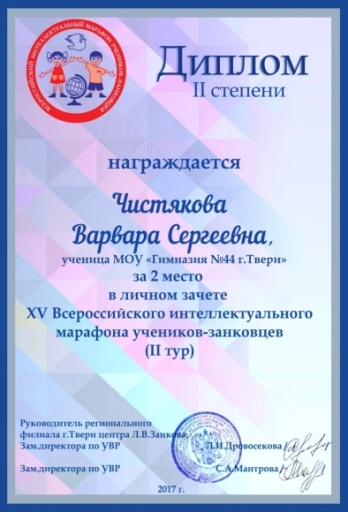 ВСЕРОССИЙСКИЙ ИНТЕЛЛЕКТУАЛЬНЫЙ МАРАФОН УЧЕНИКОВ-ЗАНКОВЦЕВ
Диплом
II степени
награждается
Чистякова
Варвара Сергеевна,
ученица МОУ «Гимназия №44 г.Твери»
за 2 место
в личном зачете
XV Всероссийского интеллектуального
марафона учеников-занковцев
(II тур)
Руководитель регионального
филиала г.Твери центра Л.В.Занкова,
Зам.директора по УВР Л.И.Дровосекова
Зам.директора по УВР С.А.Мантрова
2017 г.